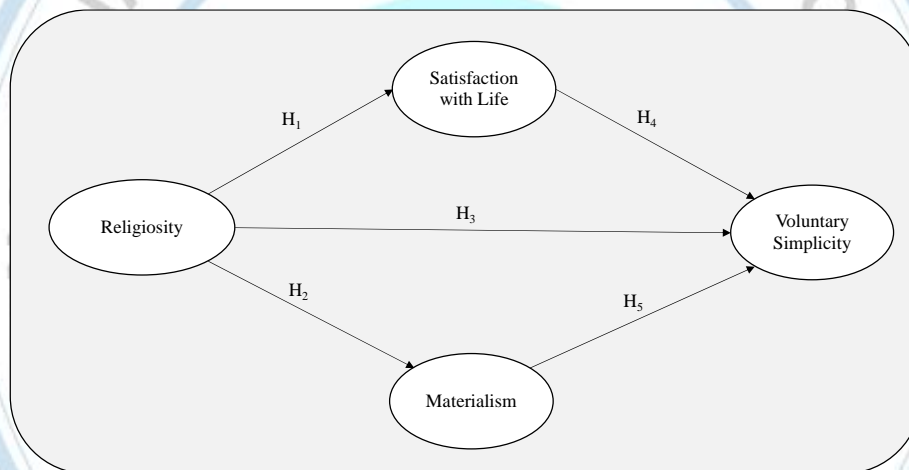 Satisfaction
with Life
H₁
H₄
Religiosity
H₃
Voluntary
Simplicity
H₂
H₅
Materialism